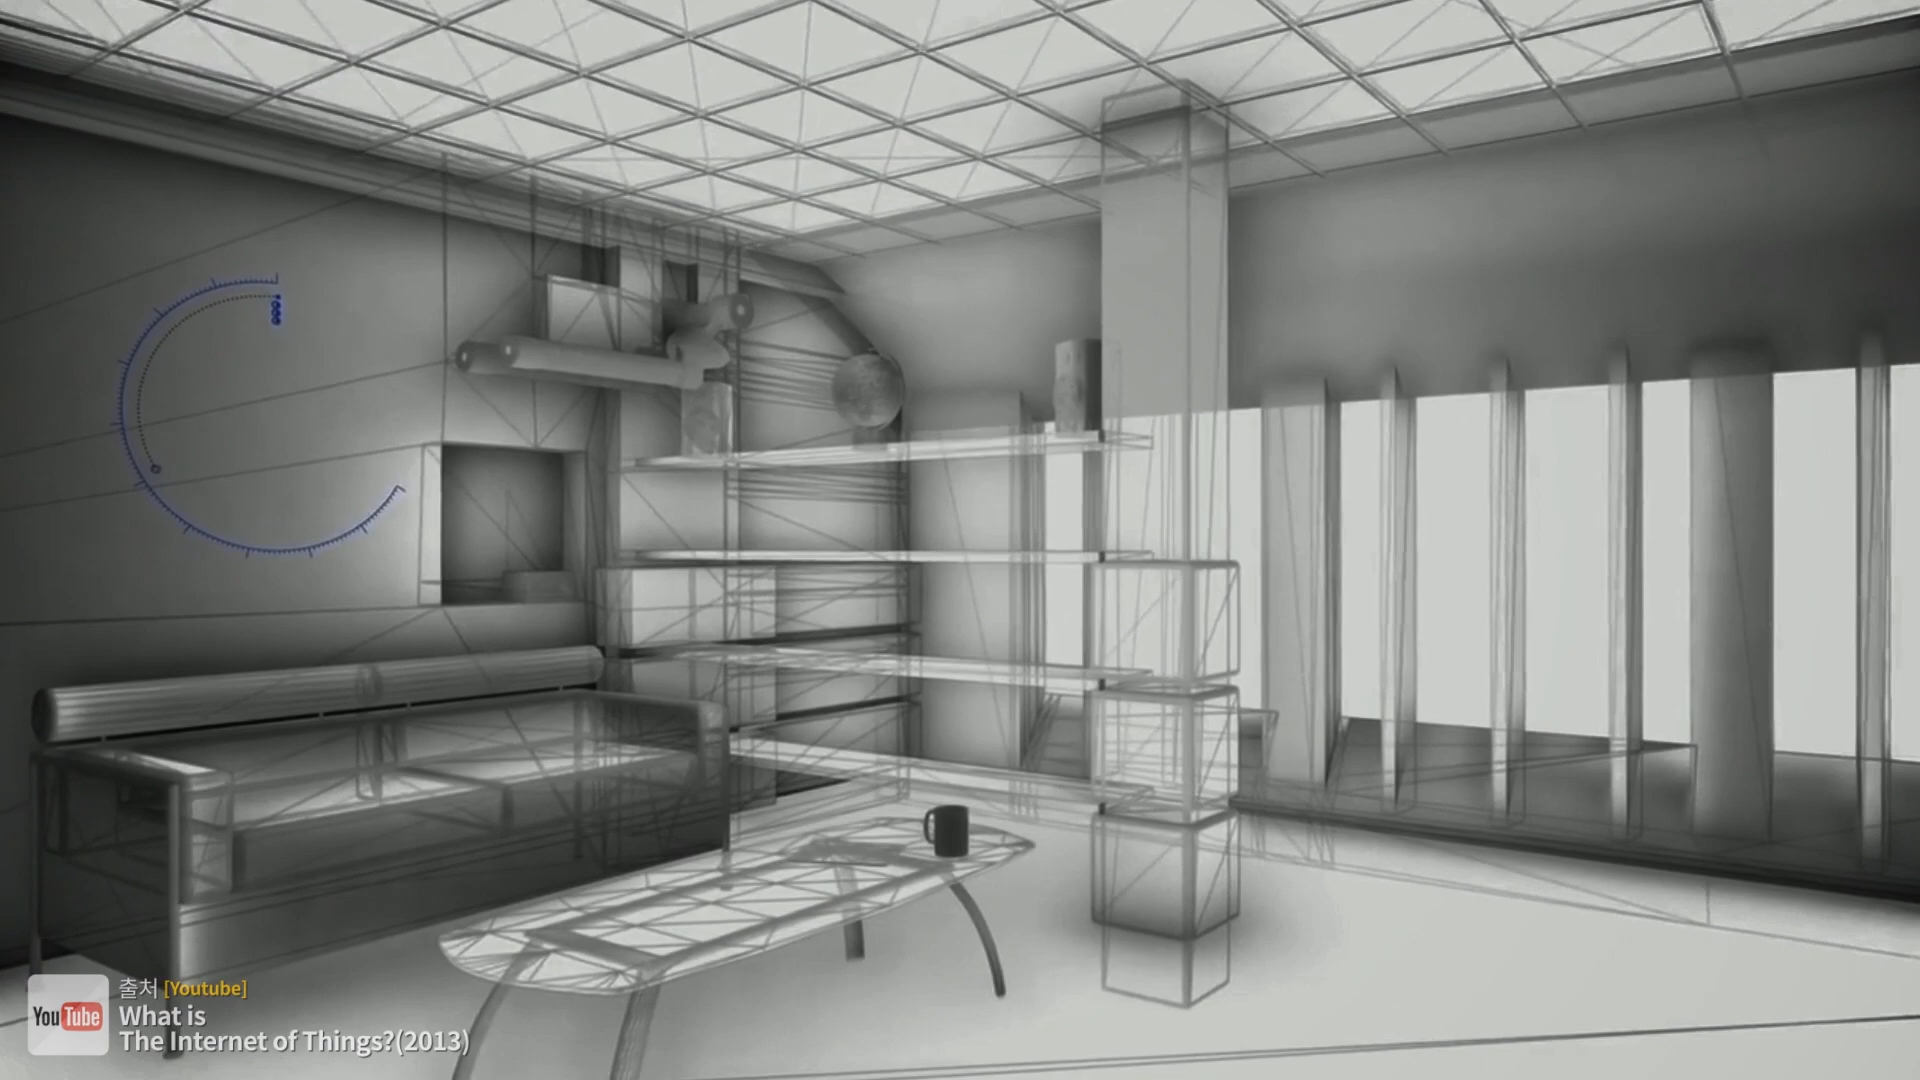 출처 [Youtube]
YouTube
What is
The Internet of Things?(2013)